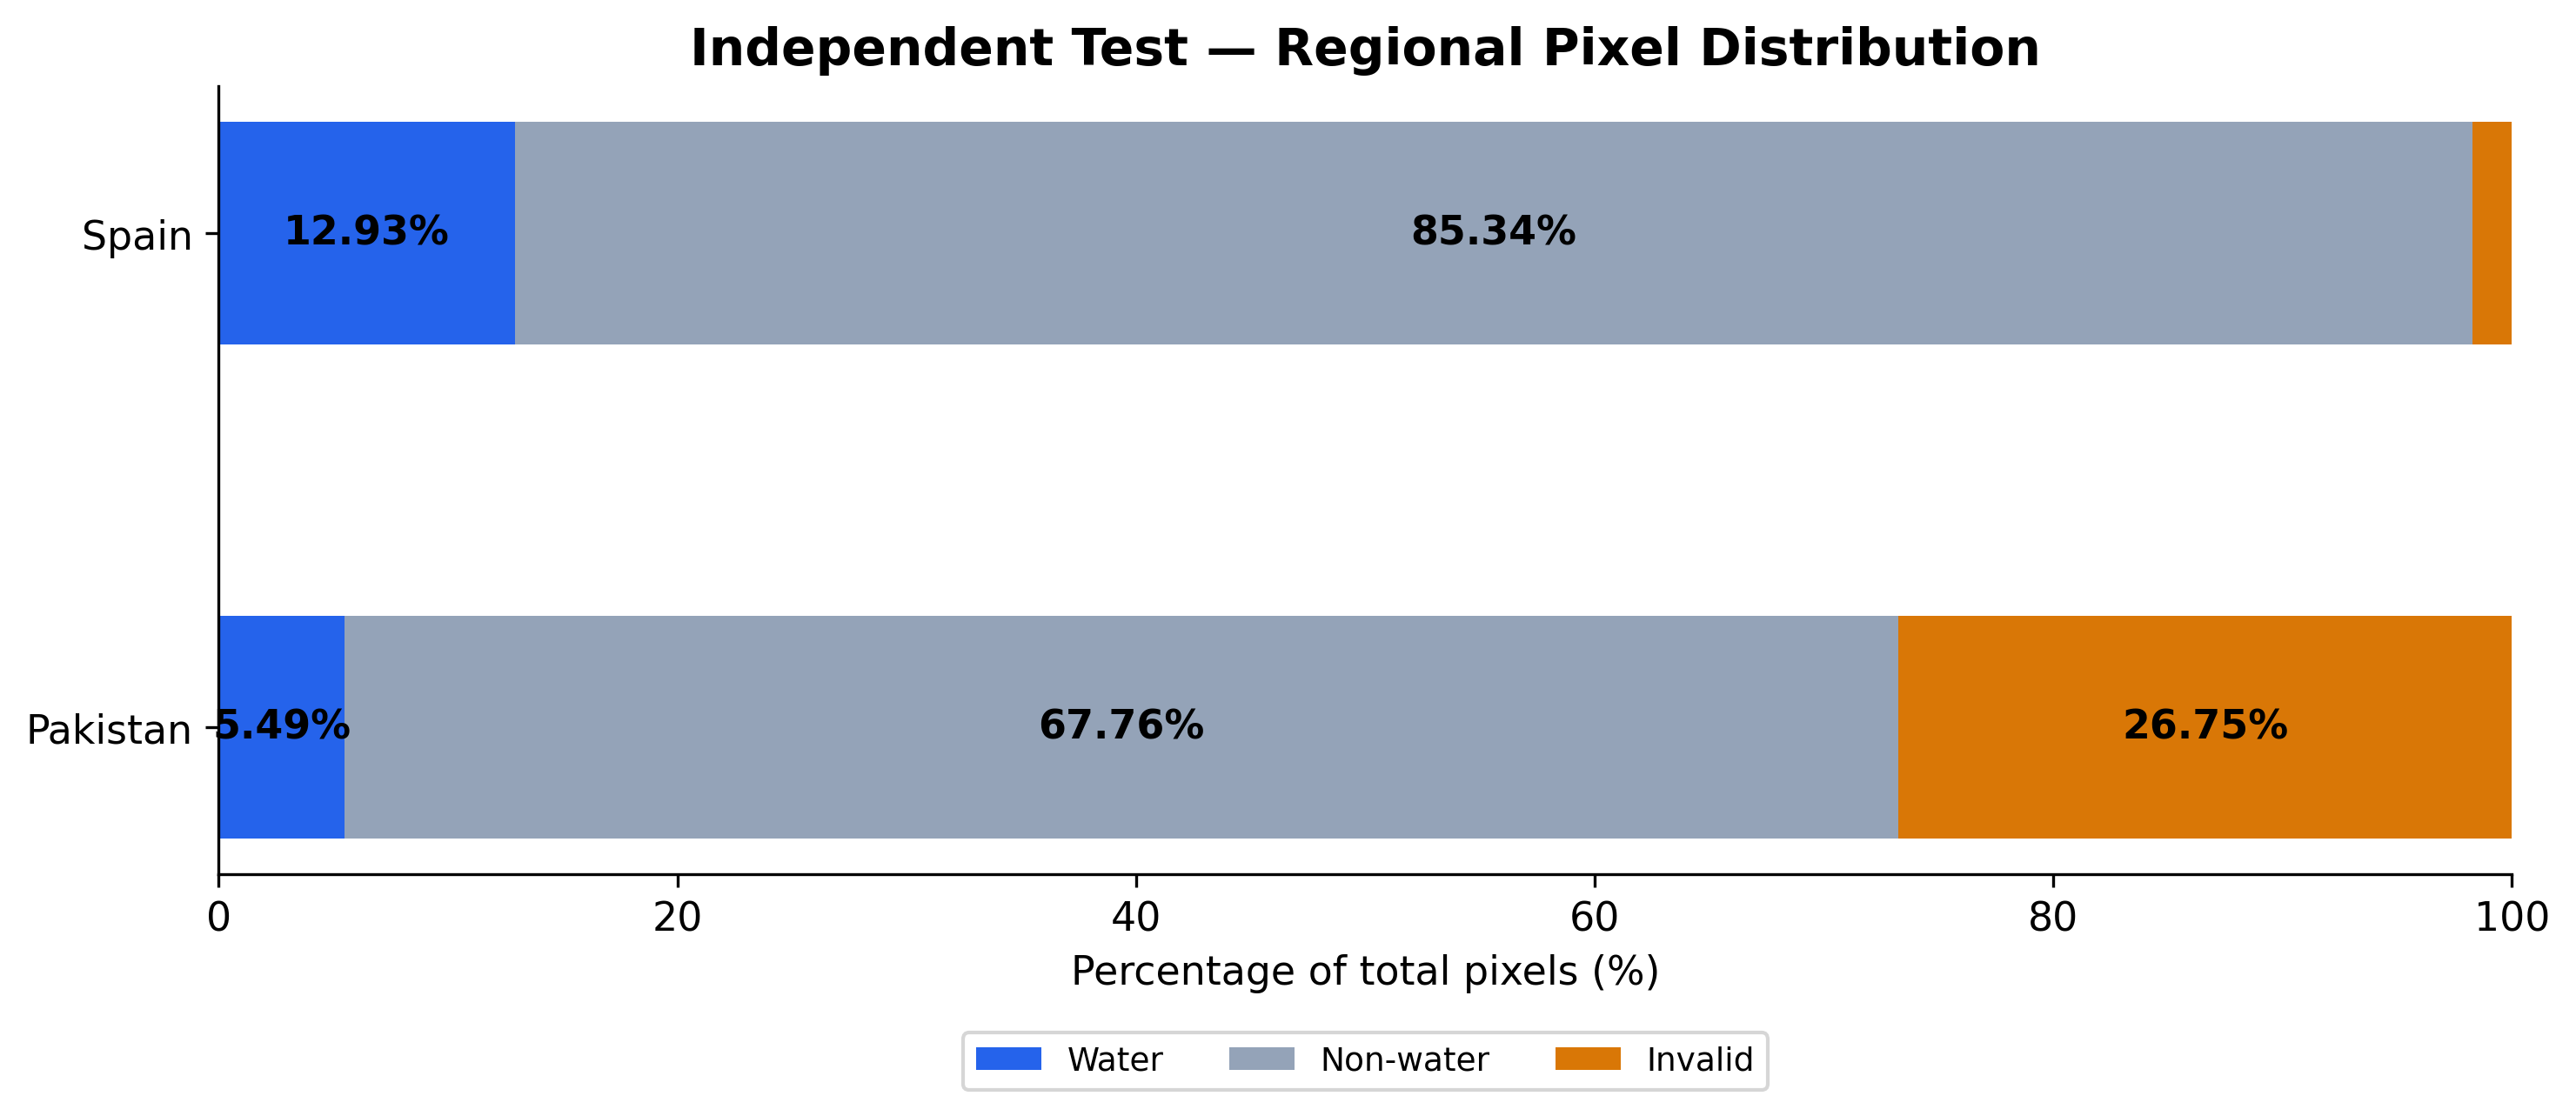 Independent Test — Regional Pixel Distribution
Spain
12.93%
85.34%
Pakistan
5.49%
67.76%
26.75%
0
20
40
60
80
100
Percentage of total pixels (%)
Water
Non-water
Invalid